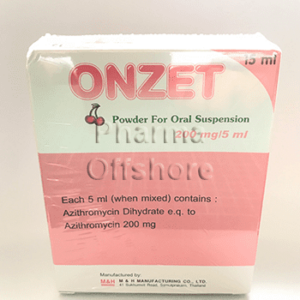 15 ml
ONZET
Powder For Oral Suspension
200 mg/5 ml
Pharma
Offshore
Each 5 ml (when mixed) contains :
Azithromycin Dihydrate e.q. to
Azithromycin 200 mg
Manufactured by:
M&H M & H MANUFACTURING CO., LTD.
Thailand